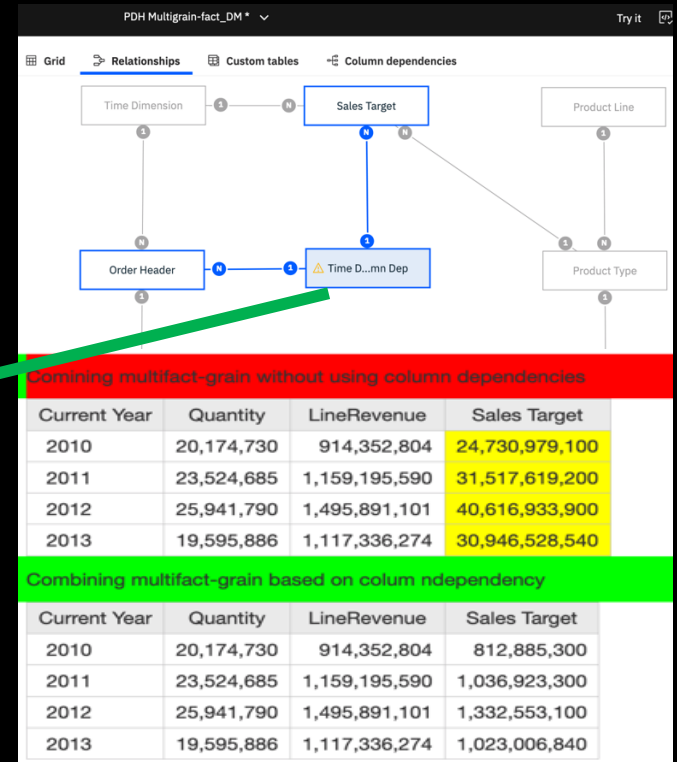 PDH Multigrain-fact_DM *
Try it
Grid Relationships Custom tables Column dependencies
Time Dimension 1 N Sales Target Product Line
1 N N 1
N 1 1 N
Order Header N 1 Time D...mn Dep Product Type
1 1
Comining multifact-grain without using column dependencies
Current Year Quantity LineRevenue Sales Target
2010 20,174,730 914,352,804 24,730,979,100
2011 23,524,685 1,159,195,590 31,517,619,200
2012 25,941,790 1,495,891,101 40,616,933,900
2013 19,595,886 1,117,336,274 30,946,528,540
Combining multifact-grain based on colum ndependency
Current Year Quantity LineRevenue Sales Target
2010 20,174,730 914,352,804 812,885,300
2011 23,524,685 1,159,195,590 1,036,923,300
2012 25,941,790 1,495,891,101 1,332,553,100
2013 19,595,886 1,117,336,274 1,023,006,840